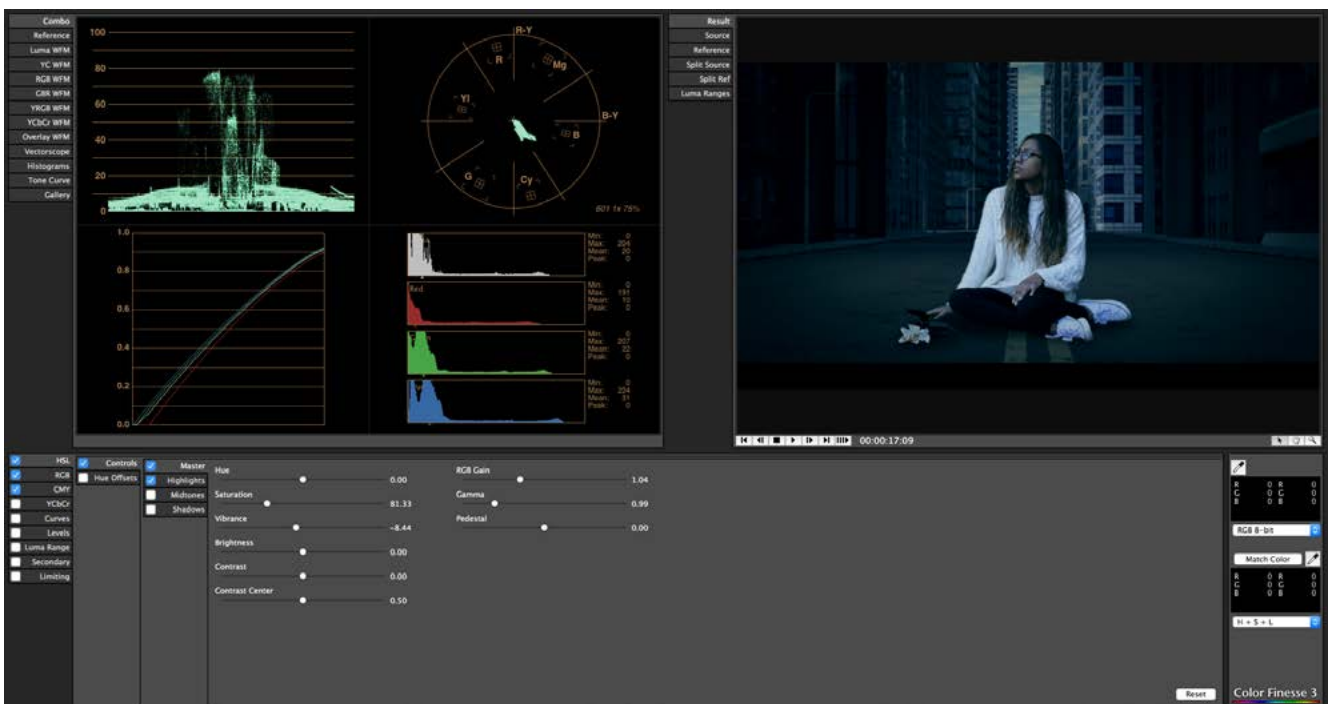 Combo
Reference
Luma WFM
YC WFM
RGB WFM
GBR WFM
YRGB WFM
YCbCr WFM
Overlay WFM
Vectorscope
Histograms
Tone Curve
Gallery
100
80
60
40
20
0
R-Y
R
Mg
Yl
B-Y
B
G
Cy
601 1x 75%
1.0
0.8
0.6
0.4
0.2
0.0
Min: 0
Max: 204
Mean: 20
Peak: 0
Red
Min: 0
Max: 191
Mean: 10
Peak: 0
Min: 0
Max: 207
Mean: 22
Peak: 0
Min: 0
Max: 234
Mean: 31
Peak: 0
Result
Source
Reference
Split Source
Split Ref
Luma Ranges
00:00:17:09
HSL
RGB
CMY
YCbCr
Curves
Levels
Luma Range
Secondary
Limiting
Controls
Hue Offsets
Master
Highlights
Midtones
Shadows
Hue 0.00
Saturation 81.33
Vibrance -8.44
Brightness 0.00
Contrast 0.00
Contrast Center 0.50
RGB Gain 1.04
Gamma 0.99
Pedestal 0.00
Reset
R 0 R 0
G 0 G 0
B 0 B 0
RGB 8-bit
Match Color
R 0 R 0
G 0 G 0
B 0 B 0
H + S + L
Color Finesse 3